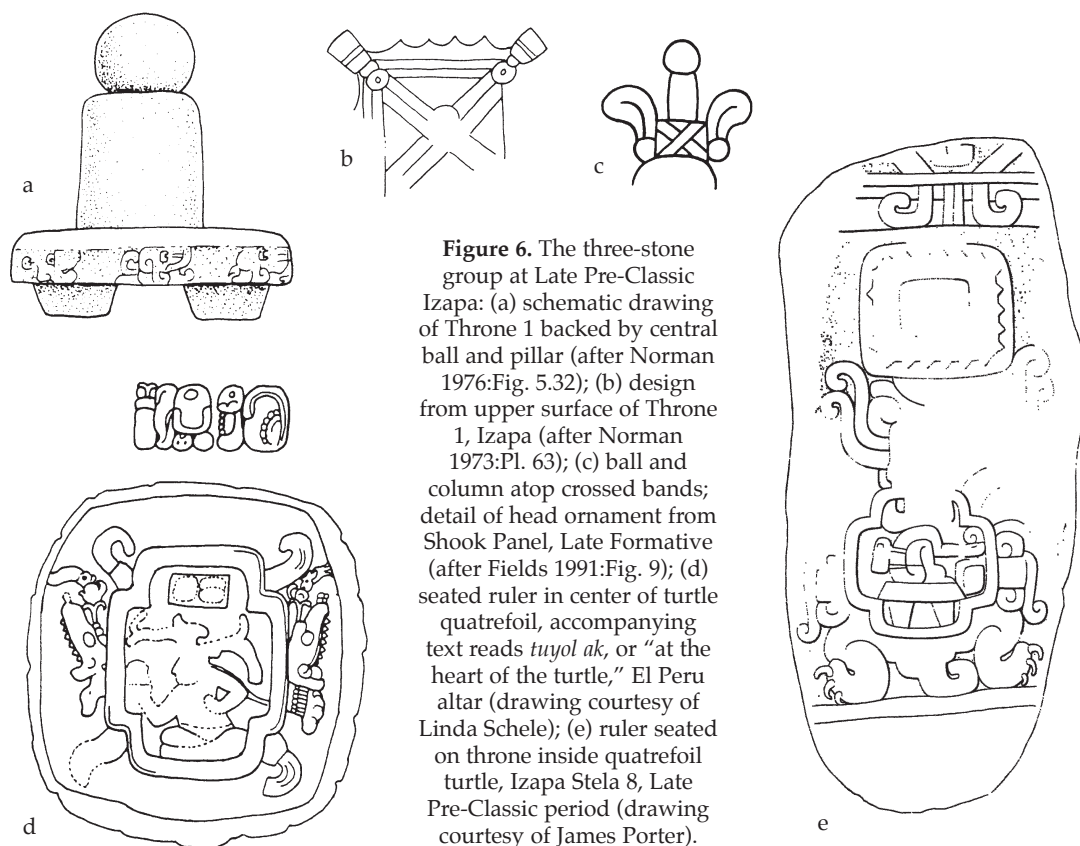 a
b
c
Figure 6. The three-stone
group at Late Pre-Classic
Izapa: (a) schematic drawing
of Throne 1 backed by central
ball and pillar (after Norman
1976:Fig. 5.32); (b) design
from upper surface of Throne
1, Izapa (after Norman
1973:Pl. 63); (c) ball and
column atop crossed bands;
detail of head ornament from
Shook Panel, Late Formative
(after Fields 1991:Fig. 9); (d)
seated ruler in center of turtle
quatrefoil, accompanying
text reads tuyol ak, or “at the
heart of the turtle,” El Peru
altar (drawing courtesy of
Linda Schele); (e) ruler seated
on throne inside quatrefoil
turtle, Izapa Stela 8, Late
Pre-Classic period (drawing
courtesy of James Porter).
d
e